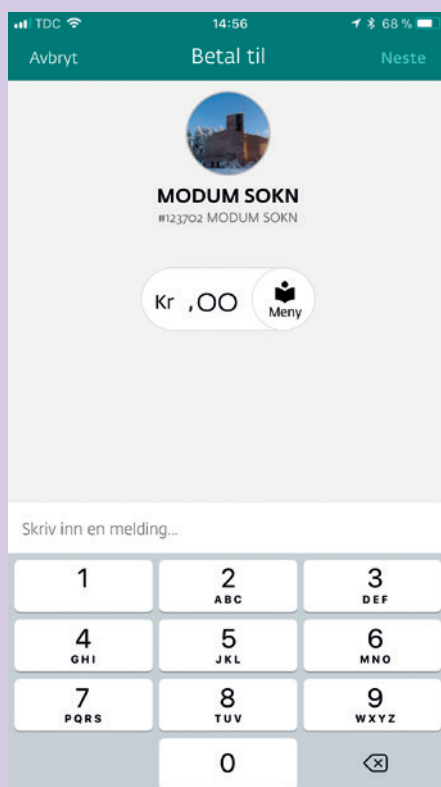 TDC 14:56 68 %
Avbryt Betal til Neste
MODUM SOKN
#123702 MODUM SOKN
Kr ,00 Meny
Skriv inn en melding...
1 2 3
ABC DEF
4 5 6
GHI JKL MNO
7 8 9
PQRS TUV WXYZ
0